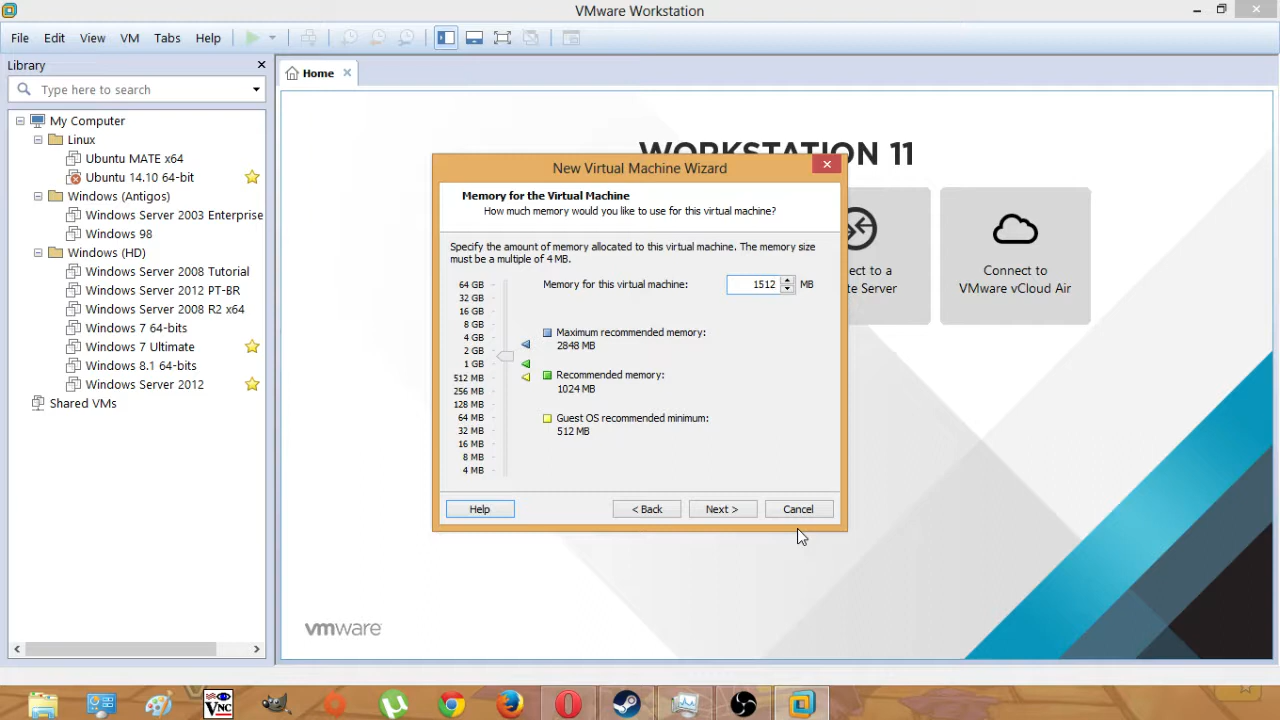 VMware Workstation
File Edit View VM Tabs Help
Library
Home
Type here to search
My Computer
Linux
Ubuntu MATE x64
Ubuntu 14.10 64-bit
Windows (Antigos)
Windows Server 2003 Enterprise
Windows 98
Windows (HD)
Windows Server 2008 Tutorial
Windows Server 2012 PT-BR
Windows Server 2008 R2 x64
Windows 7 64-bits
Windows 7 Ultimate
Windows 8.1 64-bits
Windows Server 2012
Shared VMs
WORKSTATION 11
New Virtual Machine Wizard
Memory for the Virtual Machine
How much memory would you like to use for this virtual machine?
Specify the amount of memory allocated to this virtual machine. The memory size
must be a multiple of 4 MB.
64 GB
32 GB
16 GB
8 GB
4 GB
2 GB
1 GB
512 MB
256 MB
128 MB
64 MB
32 MB
16 MB
8 MB
4 MB
Memory for this virtual machine: 1512 MB
Maximum recommended memory:
2848 MB
Recommended memory:
1024 MB
Guest OS recommended minimum:
512 MB
Help < Back Next > Cancel
ect to a
te Server
Connect to
VMware vCloud Air
vmware
VNC